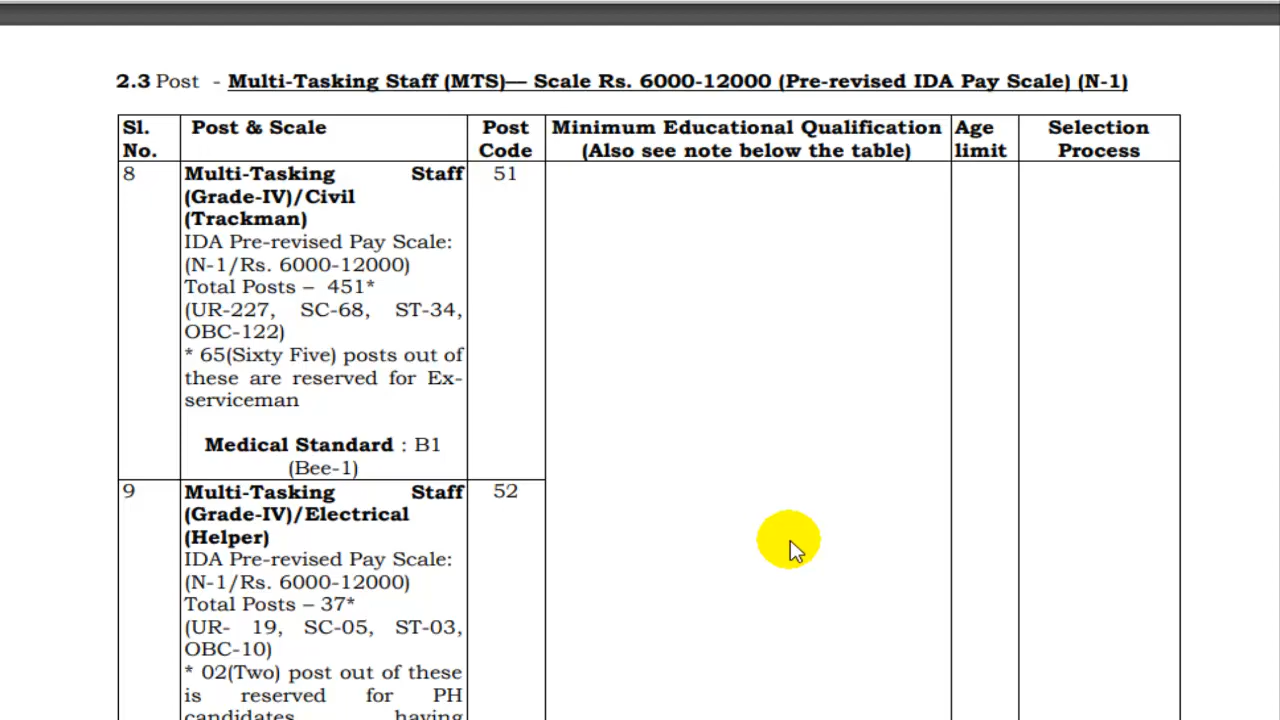 2.3 Post - Multi-Tasking Staff (MTS)— Scale Rs. 6000-12000 (Pre-revised IDA Pay Scale) (N-1)
Sl. No.
Post & Scale
Post Code
Minimum Educational Qualification
(Also see note below the table)
Age limit
Selection Process
8
Multi-Tasking Staff
(Grade-IV)/Civil
(Trackman)
IDA Pre-revised Pay Scale:
(N-1/Rs. 6000-12000)
Total Posts – 451*
(UR-227, SC-68, ST-34,
OBC-122)
* 65(Sixty Five) posts out of
these are reserved for Ex-
serviceman
Medical Standard : B1
(Bee-1)
51
9
Multi-Tasking Staff
(Grade-IV)/Electrical
(Helper)
IDA Pre-revised Pay Scale:
(N-1/Rs. 6000-12000)
Total Posts – 37*
(UR- 19, SC-05, ST-03,
OBC-10)
* 02(Two) post out of these
is reserved for PH
candidates having
52